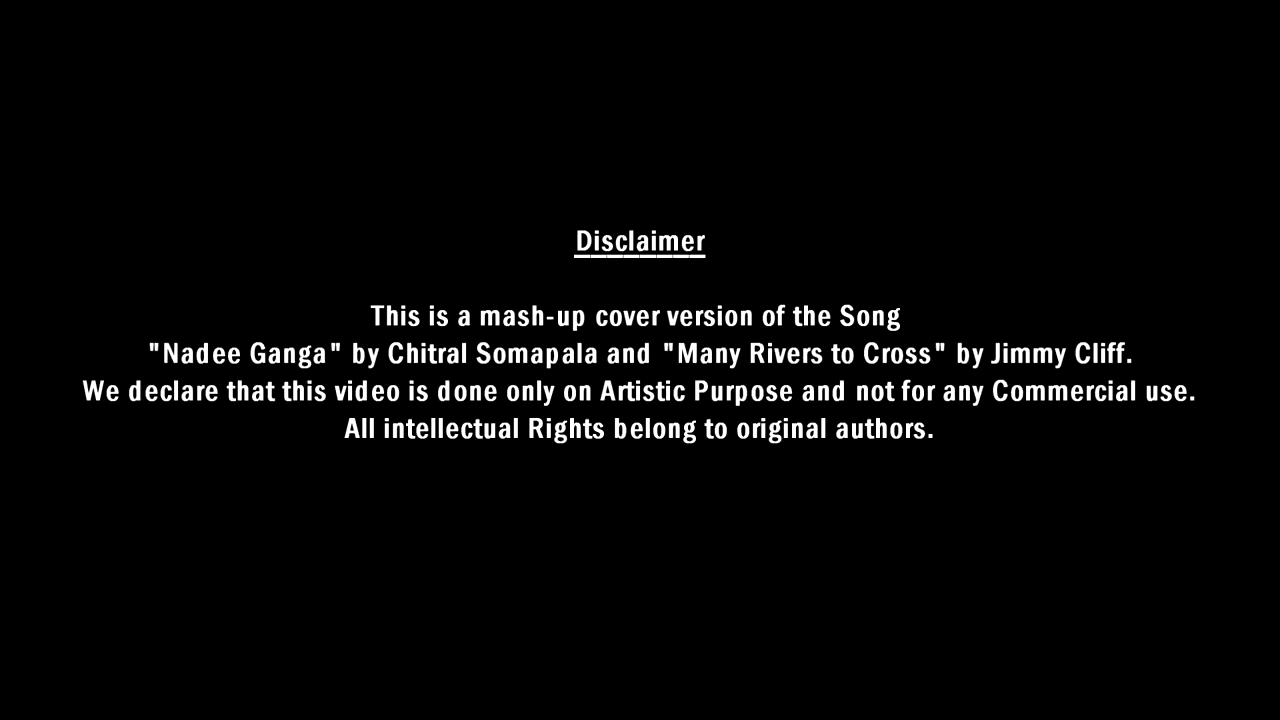 Disclaimer
This is a mash-up cover version of the Song
"Nadee Ganga" by Chitral Somapala and "Many Rivers to Cross" by Jimmy Cliff.
We declare that this video is done only on Artistic Purpose and not for any Commercial use.
All intellectual Rights belong to original authors.